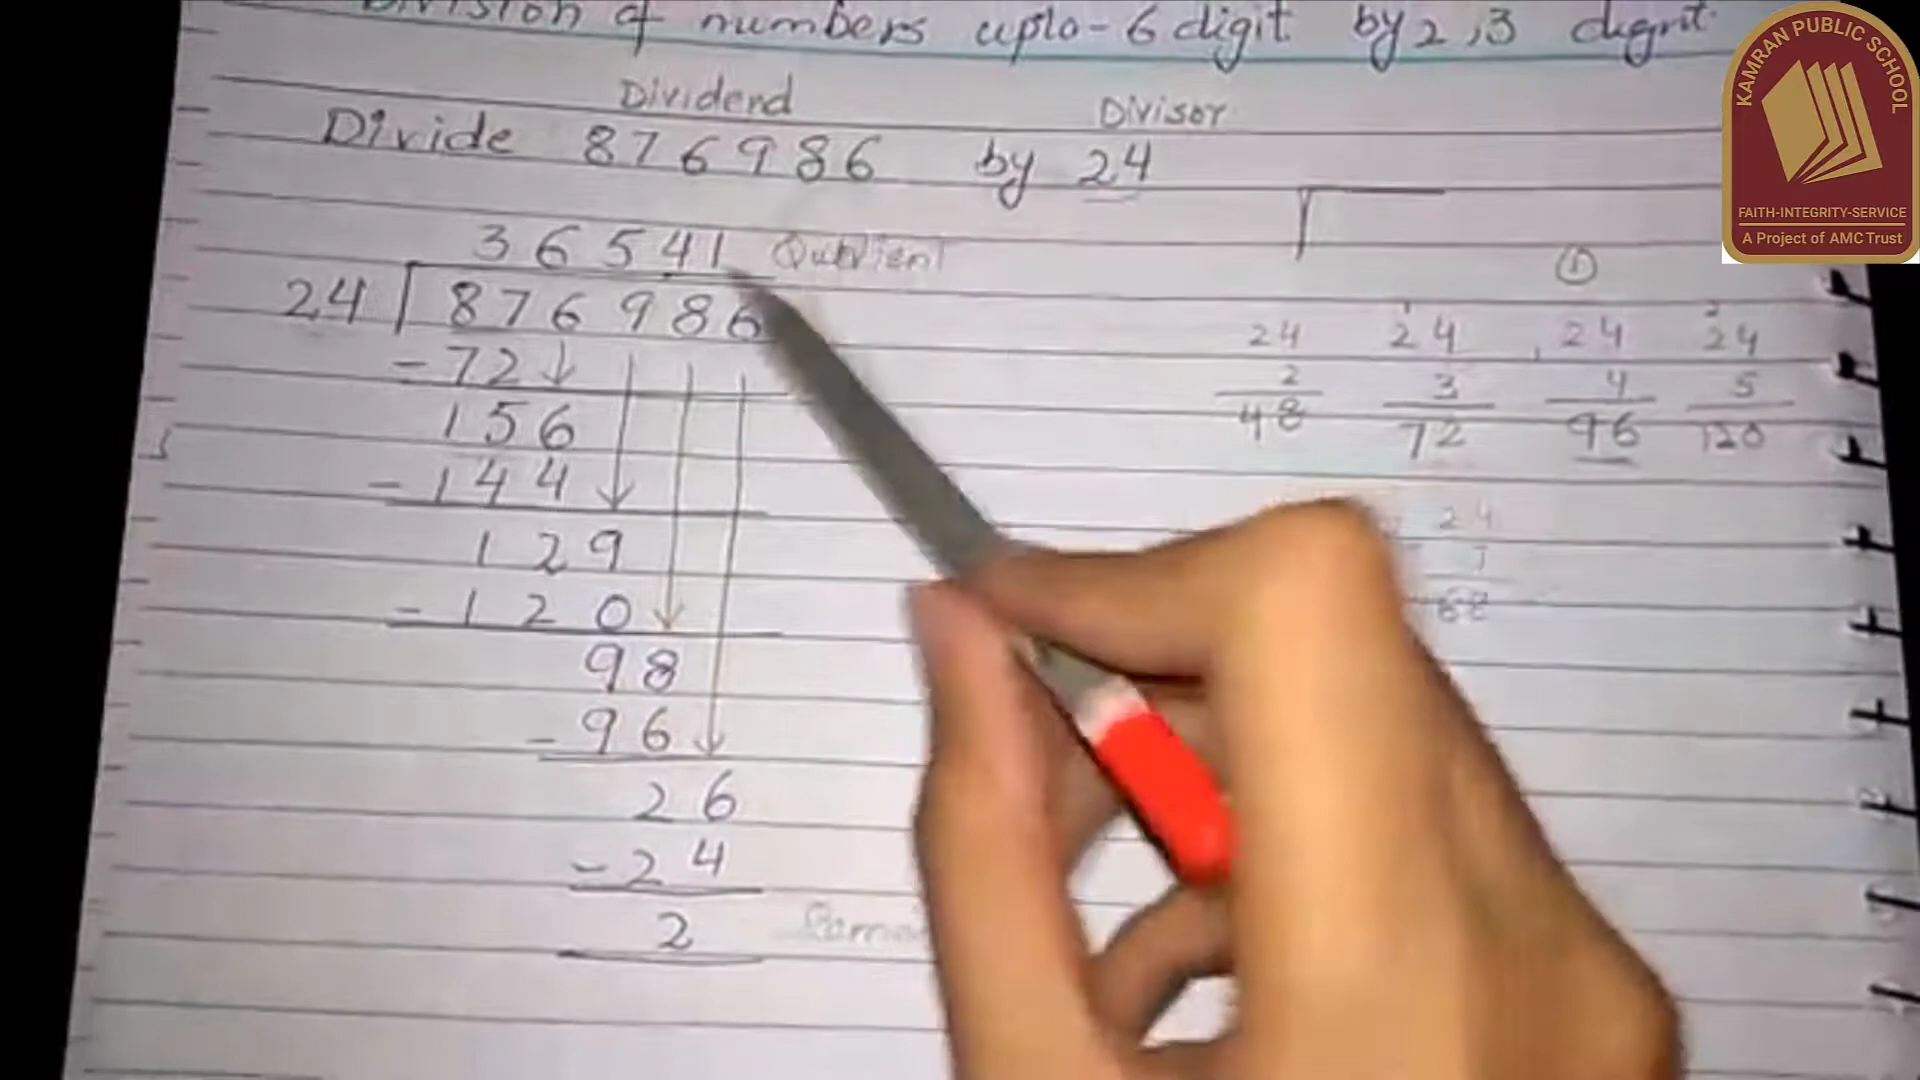 Division of numbers upto - 6 digit by 2,3 digit
Dividend Divisor
Divide 876986 by 24
36541 Quotient
24 876986
-72
156
-144
129
-120
98
-96
26
-24
2
24 24 24 24
2 3 4 5
48 72 96 120
24
KAMRAN PUBLIC SCHOOL
FAITH-INTEGRITY-SERVICE
A Project of AMC Trust